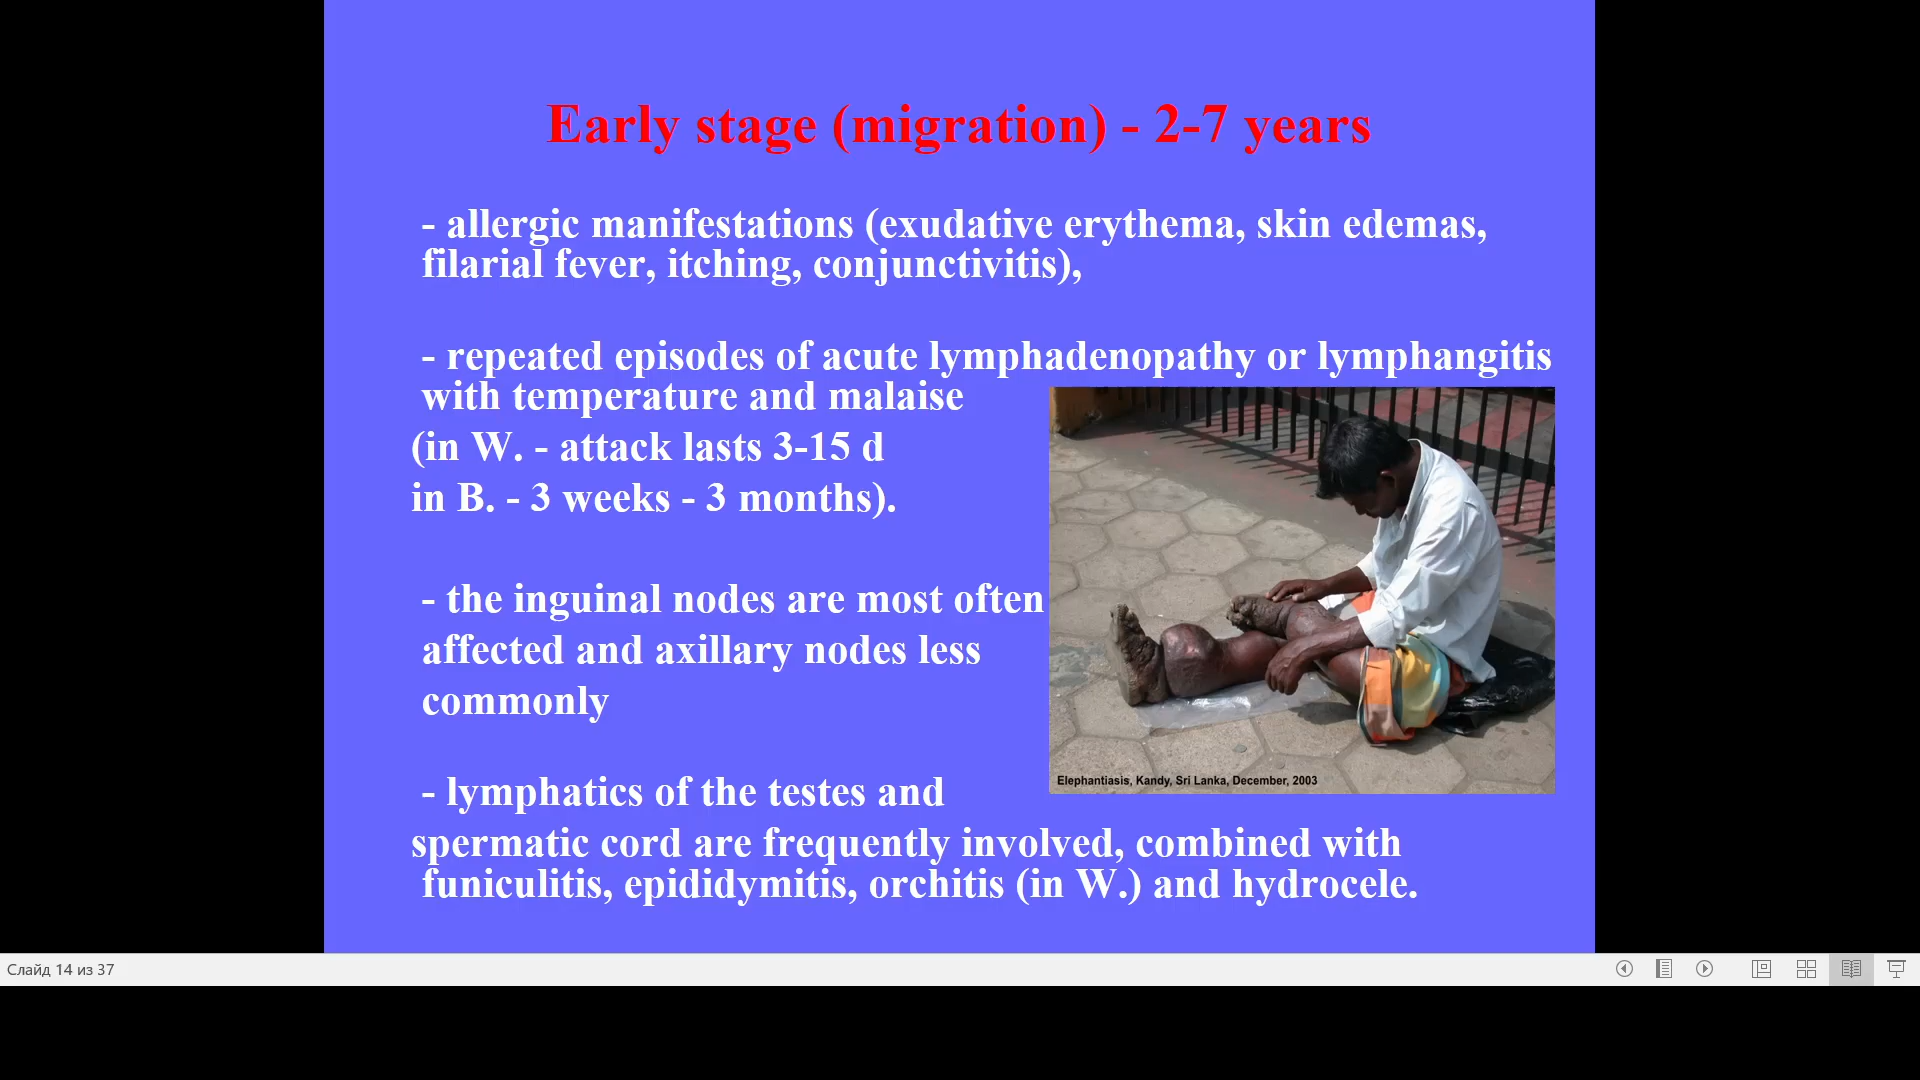 Early stage (migration) - 2-7 years
- allergic manifestations (exudative erythema, skin edemas,
filarial fever, itching, conjunctivitis),
- repeated episodes of acute lymphadenopathy or lymphangitis
with temperature and malaise
(in W. - attack lasts 3-15 d
in B. - 3 weeks - 3 months).
- the inguinal nodes are most often
affected and axillary nodes less
commonly
- lymphatics of the testes and
spermatic cord are frequently involved, combined with
funiculitis, epididymitis, orchitis (in W.) and hydrocele.
Elephantiasis, Kandy, Sri Lanka, December, 2003
Слайд 14 из 37